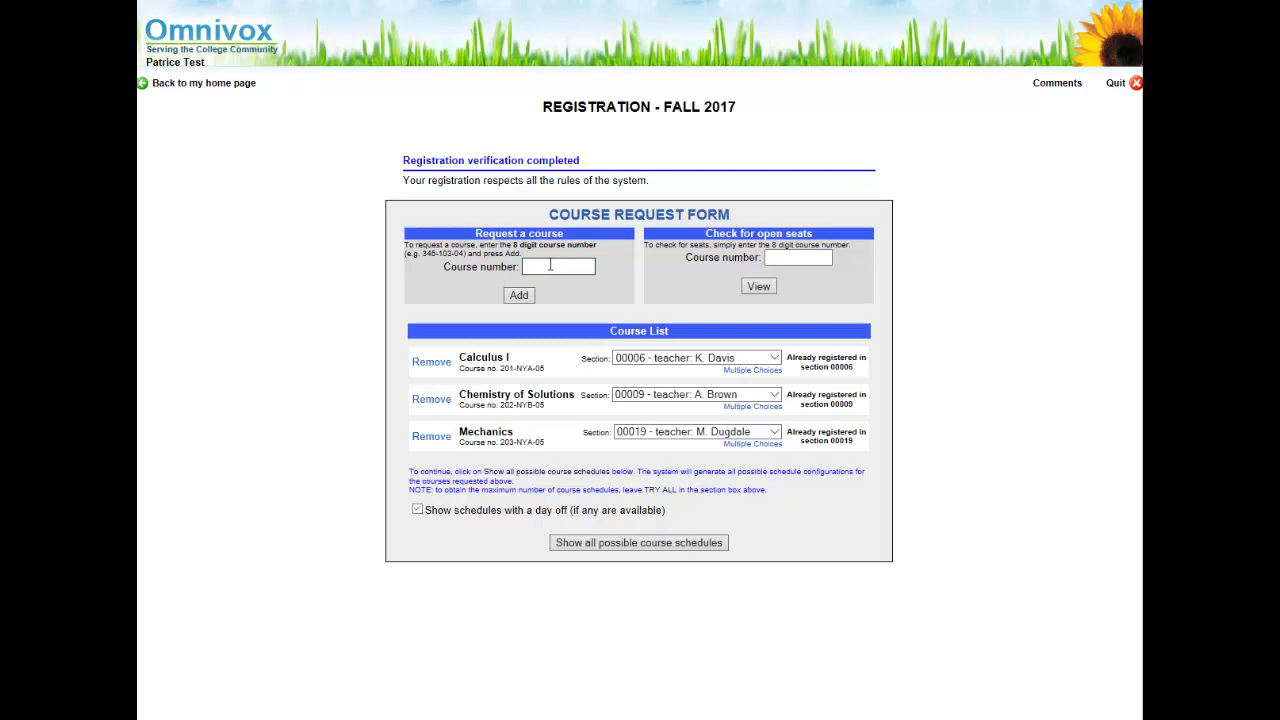 Omnivox
Serving the College Community
Patrice Test
Back to my home page
Comments
Quit
REGISTRATION - FALL 2017
Registration verification completed
Your registration respects all the rules of the system.
COURSE REQUEST FORM
Request a course
To request a course, enter the 8 digit course number
(e.g. 345-103-04) and press Add.
Course number:
Add
Check for open seats
To check for seats, simply enter the 8 digit course number.
Course number:
View
Course List
Remove
Calculus I
Course no. 201-NYA-05
Section: 00006 - teacher: K. Davis
Multiple Choices
Already registered in
section 00006
Remove
Chemistry of Solutions
Course no. 202-NYB-05
Section: 00009 - teacher: A. Brown
Multiple Choices
Already registered in
section 00009
Remove
Mechanics
Course no. 203-NYA-05
Section: 00019 - teacher: M. Dugdale
Multiple Choices
Already registered in
section 00019
To continue, click on Show all possible course schedules below. The system will generate all possible schedule configurations for
the courses requested above.
NOTE: to obtain the maximum number of course schedules, leave TRY ALL in the section box above.
Show schedules with a day off (if any are available)
Show all possible course schedules